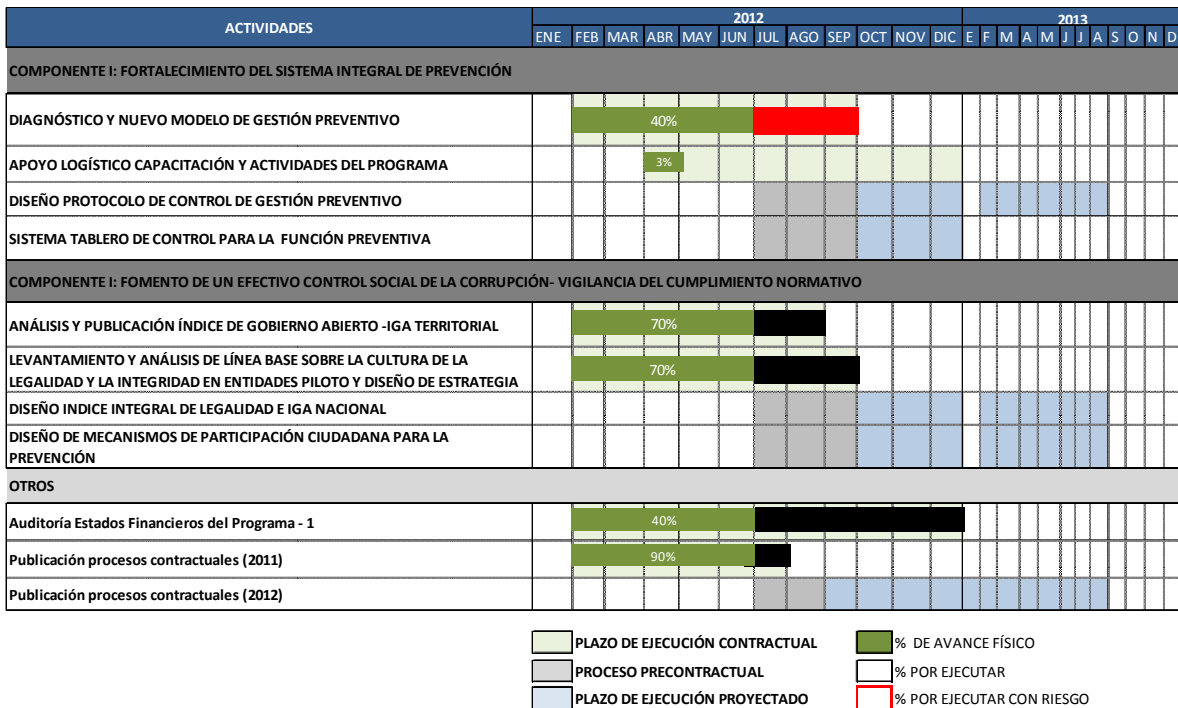 ACTIVIDADES
2012
2013
ENE FEB MAR ABR MAY JUN JUL AGO SEP OCT NOV DIC E F M A M J J A S O N D
COMPONENTE I: FORTALECIMIENTO DEL SISTEMA INTEGRAL DE PREVENCIÓN
DIAGNÓSTICO Y NUEVO MODELO DE GESTIÓN PREVENTIVO
40%
APOYO LOGÍSTICO CAPACITACIÓN Y ACTIVIDADES DEL PROGRAMA
3%
DISEÑO PROTOCOLO DE CONTROL DE GESTIÓN PREVENTIVO
SISTEMA TABLERO DE CONTROL PARA LA FUNCIÓN PREVENTIVA
COMPONENTE I: FOMENTO DE UN EFECTIVO CONTROL SOCIAL DE LA CORRUPCIÓN- VIGILANCIA DEL CUMPLIMIENTO NORMATIVO
ANÁLISIS Y PUBLICACIÓN ÍNDICE DE GOBIERNO ABIERTO -IGA TERRITORIAL
70%
LEVANTAMIENTO Y ANÁLISIS DE LÍNEA BASE SOBRE LA CULTURA DE LA
LEGALIDAD Y LA INTEGRIDAD EN ENTIDADES PILOTO Y DISEÑO DE ESTRATEGIA
70%
DISEÑO INDICE INTEGRAL DE LEGALIDAD E IGA NACIONAL
DISEÑO DE MECANISMOS DE PARTICIPACIÓN CIUDADANA PARA LA
PREVENCIÓN
OTROS
Auditoría Estados Financieros del Programa - 1
40%
Publicación procesos contractuales (2011)
90%
Publicación procesos contractuales (2012)
PLAZO DE EJECUCIÓN CONTRACTUAL
% DE AVANCE FÍSICO
PROCESO PRECONTRACTUAL
% POR EJECUTAR
PLAZO DE EJECUCIÓN PROYECTADO
% POR EJECUTAR CON RIESGO